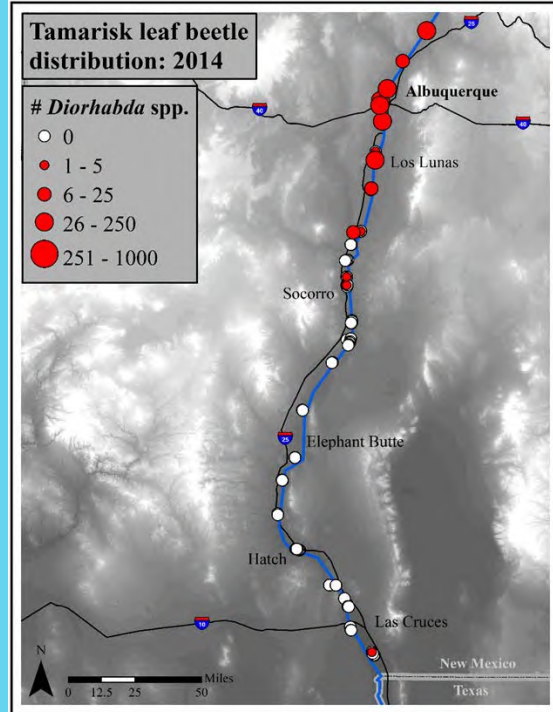 Tamarisk leaf beetle
distribution: 2014
# Diorhabda spp.
0
1 - 5
6 - 25
26 - 250
251 - 1000
25
Albuquerque
40
40
Los Lunas
Socorro
25
Elephant Butte
Hatch
Las Cruces
10
N
Miles
0 12.5 25 50
New Mexico
Texas